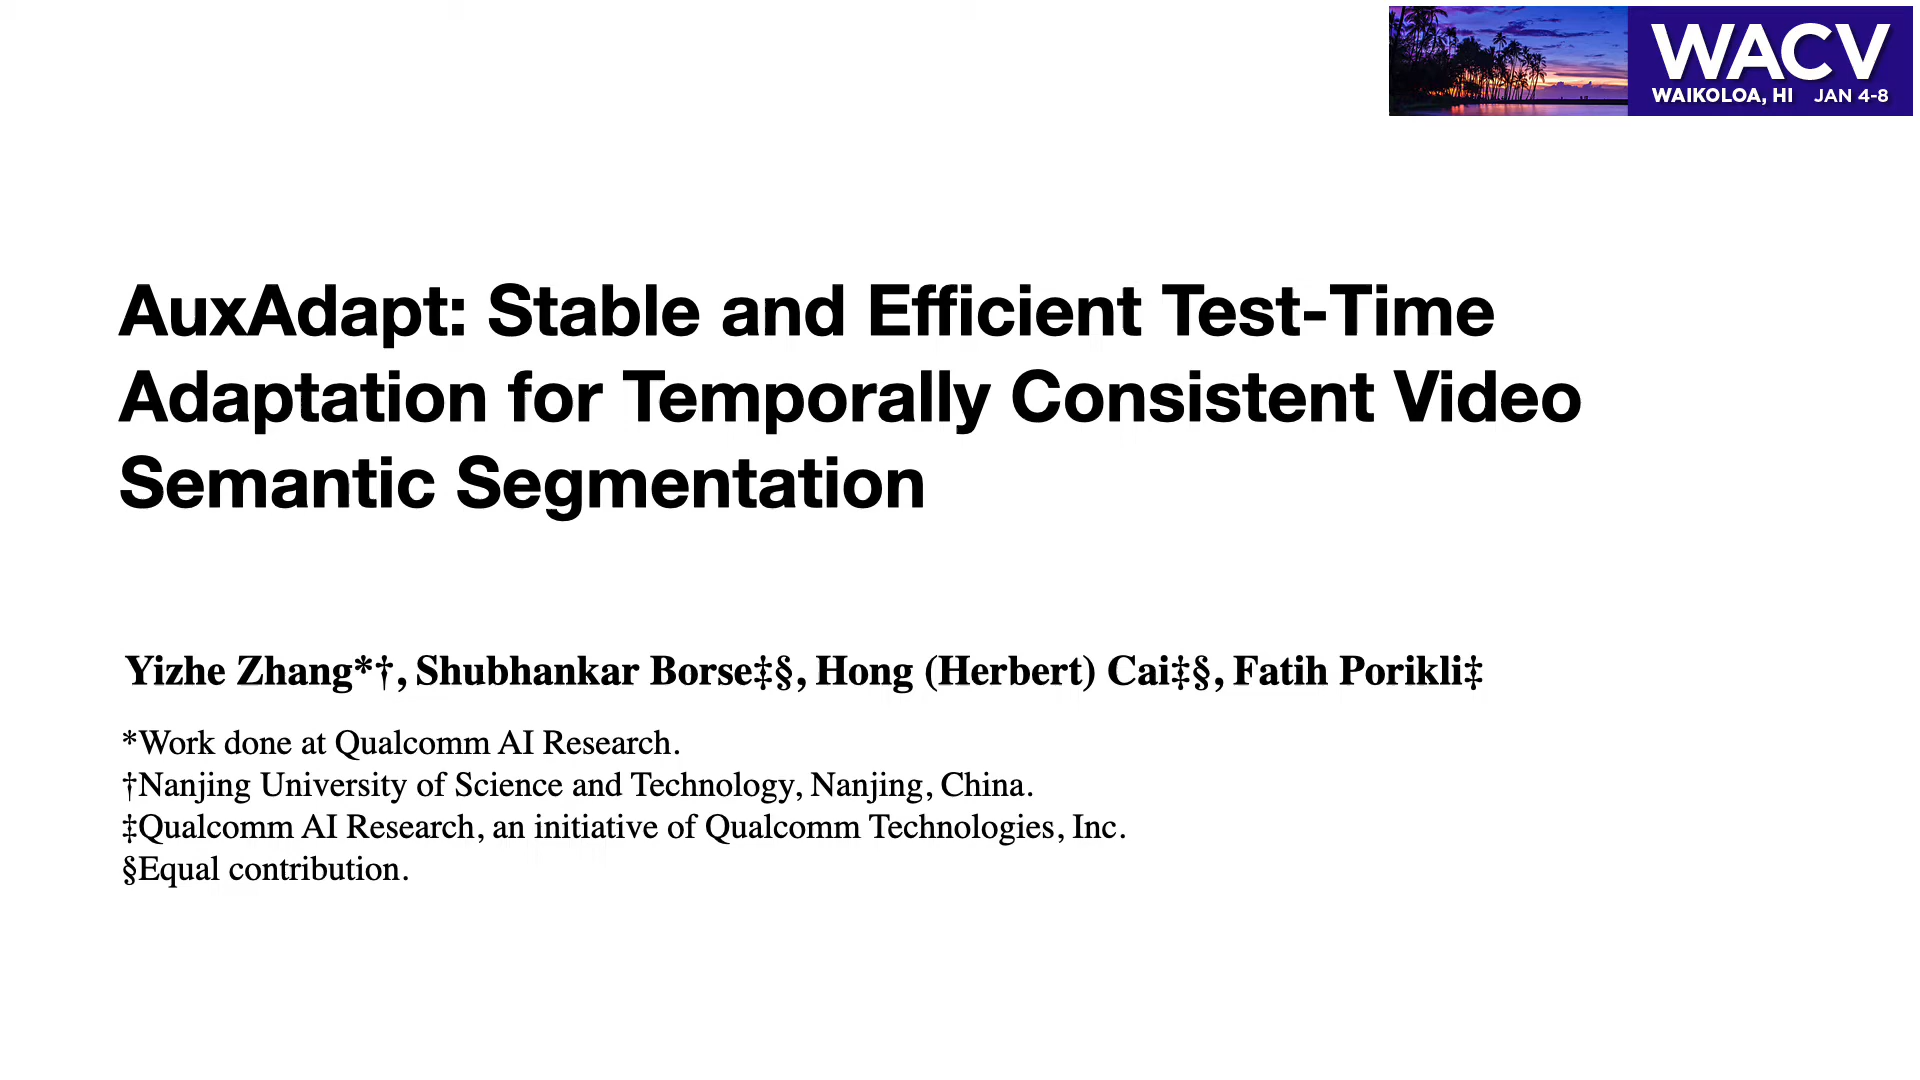 WACV
WAIKOLOA, HI JAN 4-8
AuxAdapt: Stable and Efficient Test-Time
Adaptation for Temporally Consistent Video
Semantic Segmentation
Yizhe Zhang*†, Shubhankar Borse‡§, Hong (Herbert) Cai‡§, Fatih Porikli‡
*Work done at Qualcomm AI Research.
†Nanjing University of Science and Technology, Nanjing, China.
‡Qualcomm AI Research, an initiative of Qualcomm Technologies, Inc.
§Equal contribution.